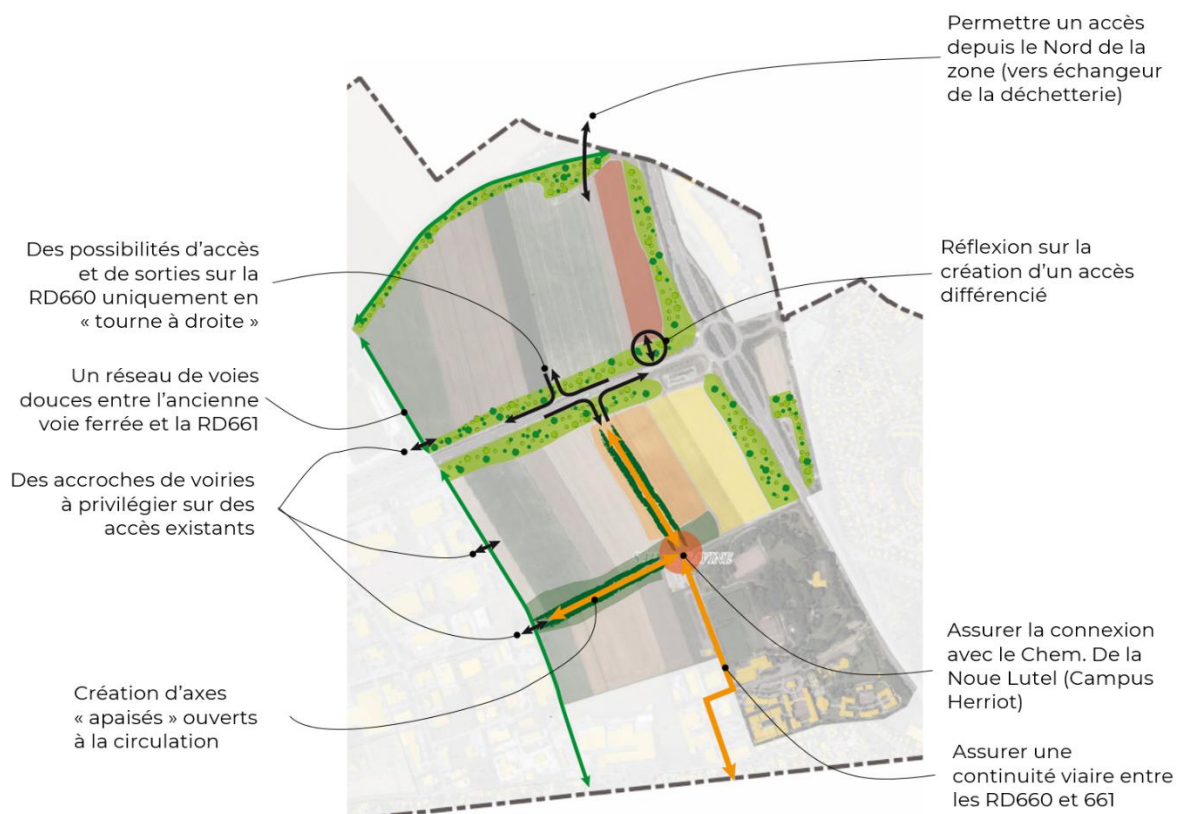 Permettre un accès
depuis le Nord de la
zone (vers échangeur
de la déchetterie)
Des possibilités d'accès
et de sorties sur la
RD660 uniquement en
« tourne à droite »
Réflexion sur la
création d'un accès
différencié
Un réseau de voies
douces entre l'ancienne
voie ferrée et la RD661
Des accroches de voiries
à privilégier sur des
accès existants
Création d'axes
« apaisés » ouverts
à la circulation
Assurer la connexion
avec le Chem. De la
Noue Lutel (Campus
Herriot)
Assurer une
continuité viaire entre
les RD660 et 661